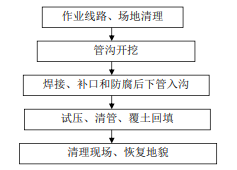 作业线路、场地清理
管沟开挖
焊接、补口和防腐后下管入沟
试压、清管、覆土回填
清理现场、恢复地貌